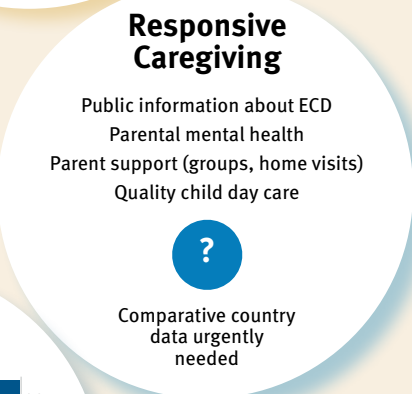 Responsive
Caregiving
Public information about ECD
Parental mental health
Parent support (groups, home visits)
Quality child day care
?
Comparative country
data urgently
needed